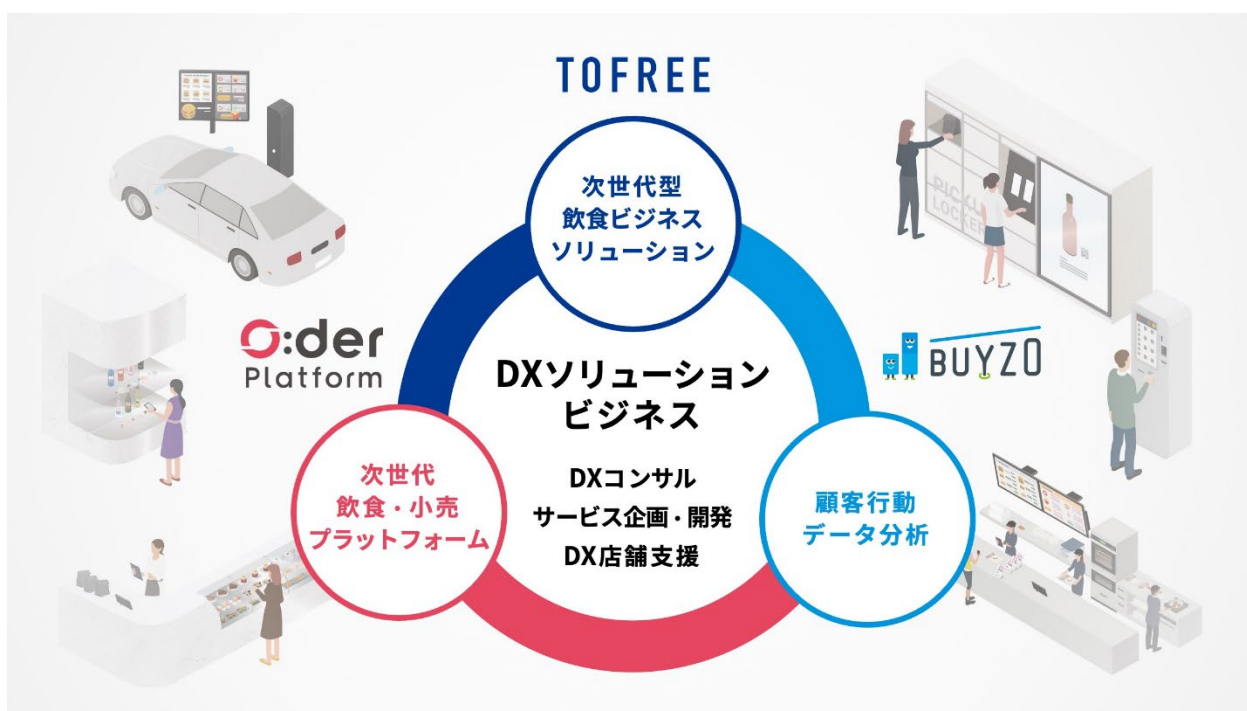 TOFREE
次世代型
飲食ビジネス
ソリューション
O:der
Platform
BUYZO
DXソリューション
ビジネス
DXコンサル
サービス企画・開発
DX店舗支援
次世代
飲食・小売
プラットフォーム
顧客行動
データ分析
PICKUP
LOCKER